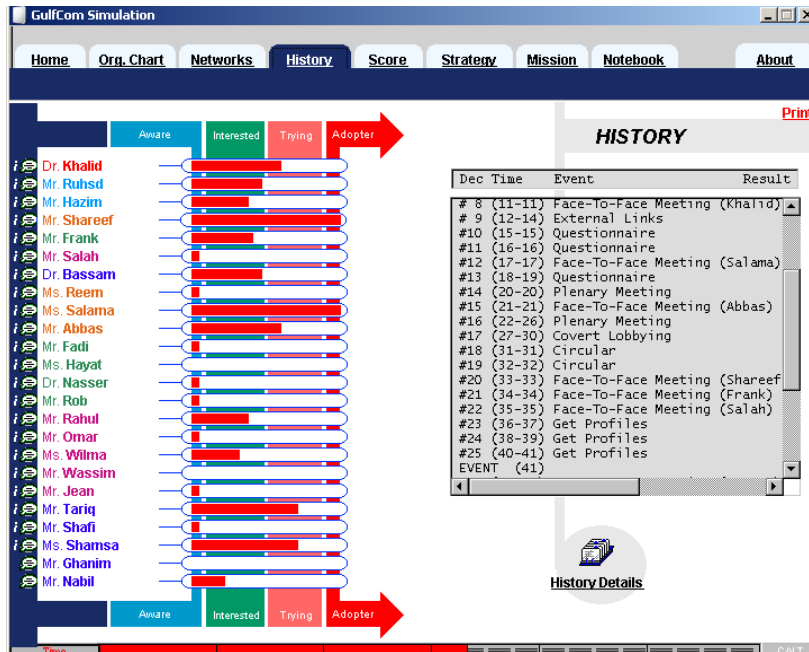 GulfCom Simulation
Home Org. Chart Networks History Score Strategy Mission Notebook About
Print
Aware Interested Trying Adopter
HISTORY
Dec Time Event Result
i Dr. Khalid
i Mr. Ruhsd
i Mr. Hazim
i Mr. Shareef
i Mr. Frank
i Mr. Salah
i Dr. Bassam
i Ms. Reem
i Ms. Salama
i Mr. Abbas
i Mr. Fadi
i Ms. Hayat
i Dr. Nasser
i Mr. Rob
i Mr. Rahul
i Mr. Omar
i Ms. Wilma
i Mr. Wassim
i Mr. Jean
i Mr. Tariq
i Mr. Shafi
i Ms. Shamsa
Mr. Ghanim
Mr. Nabil
# 8 (11-11) Face-To-Face Meeting (Khalid)
# 9 (12-14) External Links
#10 (15-15) Questionnaire
#11 (16-16) Questionnaire
#12 (17-17) Face-To-Face Meeting (Salama)
#13 (18-19) Questionnaire
#14 (20-20) Plenary Meeting
#15 (21-21) Face-To-Face Meeting (Abbas)
#16 (22-26) Plenary Meeting
#17 (27-30) Covert Lobbying
#18 (31-31) Circular
#19 (32-32) Circular
#20 (33-33) Face-To-Face Meeting (Shareef
#21 (34-34) Face-To-Face Meeting (Frank)
#22 (35-35) Face-To-Face Meeting (Salah)
#23 (36-37) Get Profiles
#24 (38-39) Get Profiles
#25 (40-41) Get Profiles
EVENT (41)
History Details
Aware Interested Trying Adopter
Time